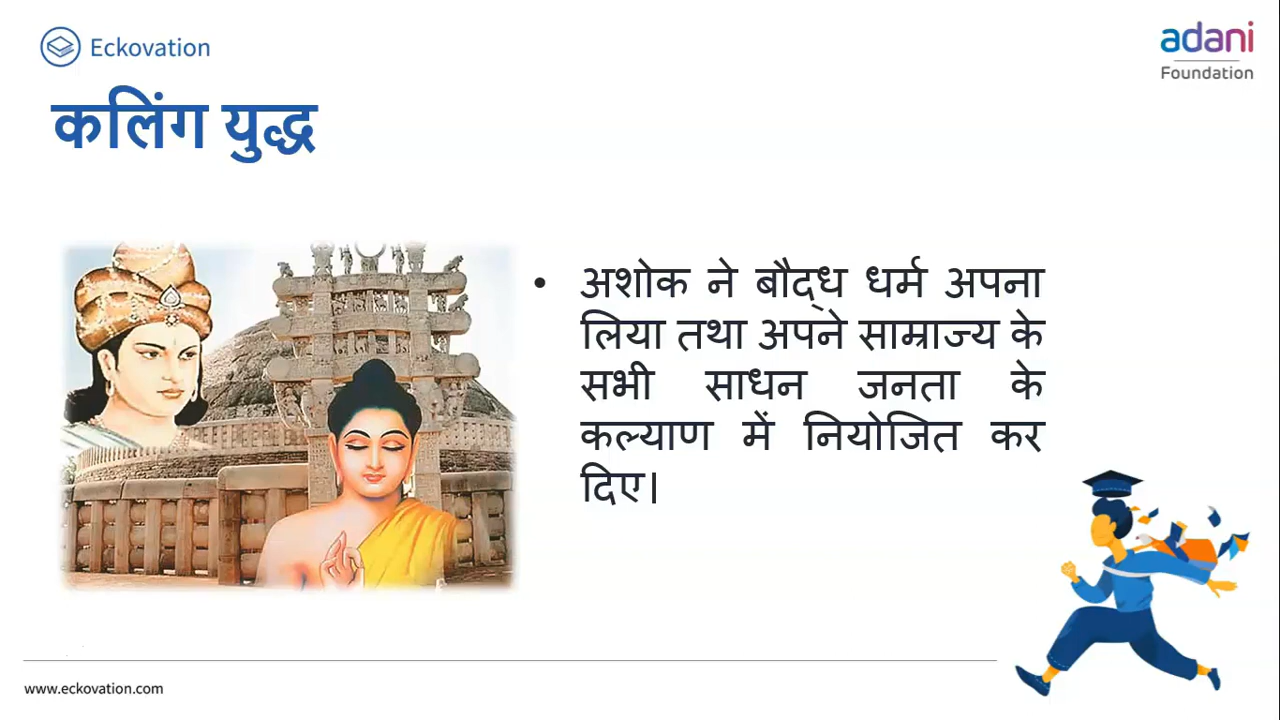 Eckovation
adani
Foundation
कलिंग युद्ध
• अशोक ने बौद्ध धर्म अपना
लिया तथा अपने साम्राज्य के
सभी साधन जनता के
कल्याण में नियोजित कर
दिए।
www.eckovation.com